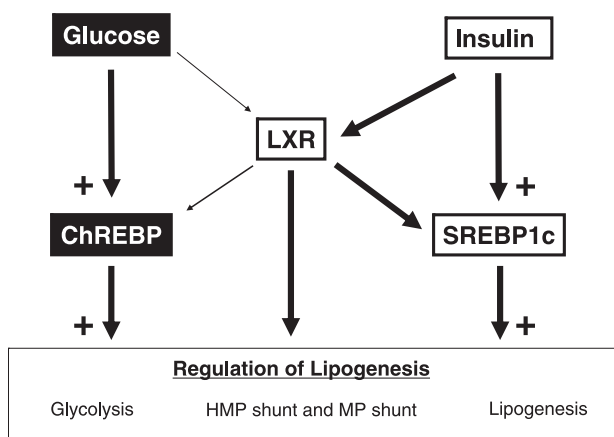 Glucose
Insulin
LXR
+
+
ChREBP
SREBP1c
+
+
Regulation of Lipogenesis
Glycolysis HMP shunt and MP shunt Lipogenesis